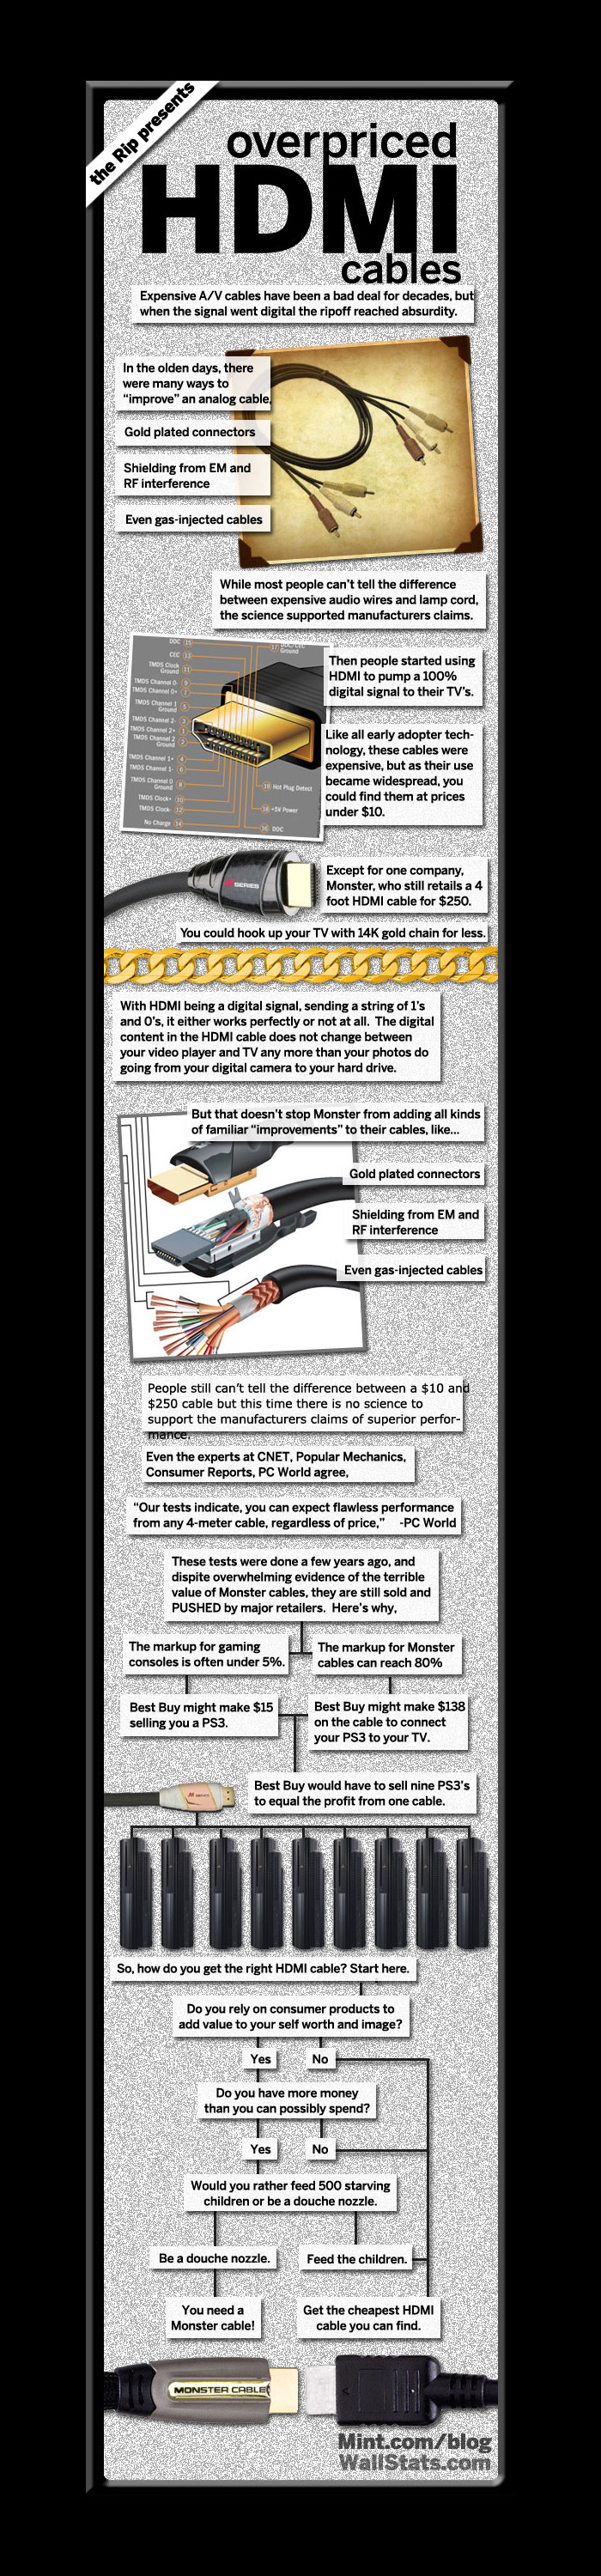 the Rip presents
overpriced
HDMI
cables
Expensive A/V cables have been a bad deal for decades, but
when the signal went digital the ripoff reached absurdity.
In the olden days, there
were many ways to
“improve” an analog cable,
Gold plated connectors
Shielding from EM and
RF interference
Even gas-injected cables
While most people can't tell the difference
between expensive audio wires and lamp cord,
the science supported manufacturers claims.
DDC 15
CEC 13
TMDS Clock
Ground 11
TMDS Channel 0- 9
TMDS Channel 0+ 7
TMDS Channel 1
Ground 5
TMDS Channel 2- 3
TMDS Channel 2+ 1
TMDS Channel 2
Ground 2
TMDS Channel 1+ 4
TMDS Channel 1- 6
TMDS Channel 0
Ground 8
TMDS Clock+ 10
TMDS Clock- 12
No Charge 14
17 DDC/CEC
Ground
19 Hot Plug Detect
18 +5V Power
16 DDC
Then people started using
HDMI to pump a 100%
digital signal to their TV's.
Like all early adopter tech-
nology, these cables were
expensive, but as their use
became widespread, you
could find them at prices
under $10.
SERIES
Except for one company,
Monster, who still retails a 4
foot HDMI cable for $250.
You could hook up your TV with 14K gold chain for less.
With HDMI being a digital signal, sending a string of 1's
and 0's, it either works perfectly or not at all. The digital
content in the HDMI cable does not change between
your video player and TV any more than your photos do
going from your digital camera to your hard drive.
But that doesn't stop Monster from adding all kinds
of familiar “improvements” to their cables, like...
Gold plated connectors
Shielding from EM and
RF interference
Even gas-injected cables
People still can't tell the difference between a $10 and
$250 cable but this time there is no science to
support the manufacturers claims of superior perfor-
mance.
Even the experts at CNET, Popular Mechanics,
Consumer Reports, PC World agree,
“Our tests indicate, you can expect flawless performance
from any 4-meter cable, regardless of price,” -PC World
These tests were done a few years ago, and
dispite overwhelming evidence of the terrible
value of Monster cables, they are still sold and
PUSHED by major retailers. Here's why,
The markup for gaming
consoles is often under 5%.
The markup for Monster
cables can reach 80%
Best Buy might make $15
selling you a PS3.
Best Buy might make $138
on the cable to connect
your PS3 to your TV.
Best Buy would have to sell nine PS3's
to equal the profit from one cable.
So, how do you get the right HDMI cable? Start here.
Do you rely on consumer products to
add value to your self worth and image?
Yes
No
Do you have more money
than you can possibly spend?
Yes
No
Would you rather feed 500 starving
children or be a douche nozzle.
Be a douche nozzle.
Feed the children.
You need a
Monster cable!
Get the cheapest HDMI
cable you can find.
MONSTER CABLE
Mint.com/blog
WallStats.com